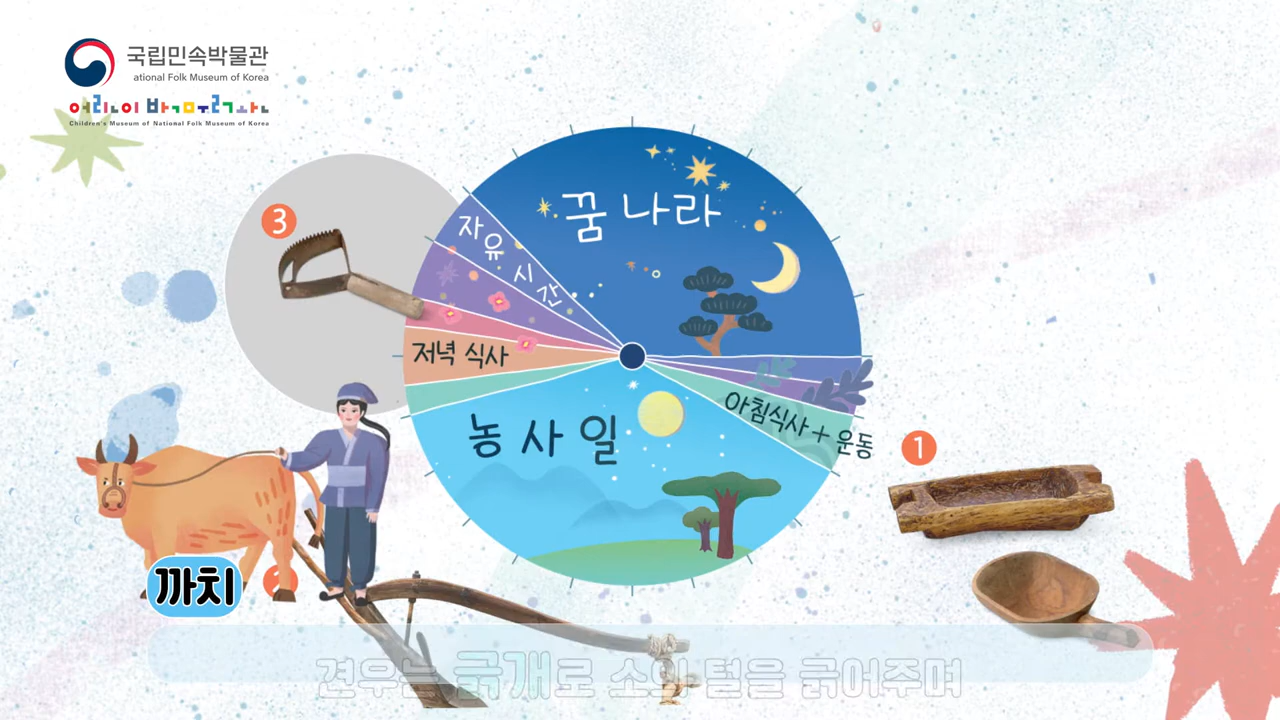 국립민속박물관
ational Folk Museum of Korea
어린이 박물관
Children's Museum of National Folk Museum of Korea
꿈 나라
자유 시간
3
저녁 식사
아침식사 + 운동
농 사 일
1
까치
견우는 긁개로 소의 털을 긁어주며